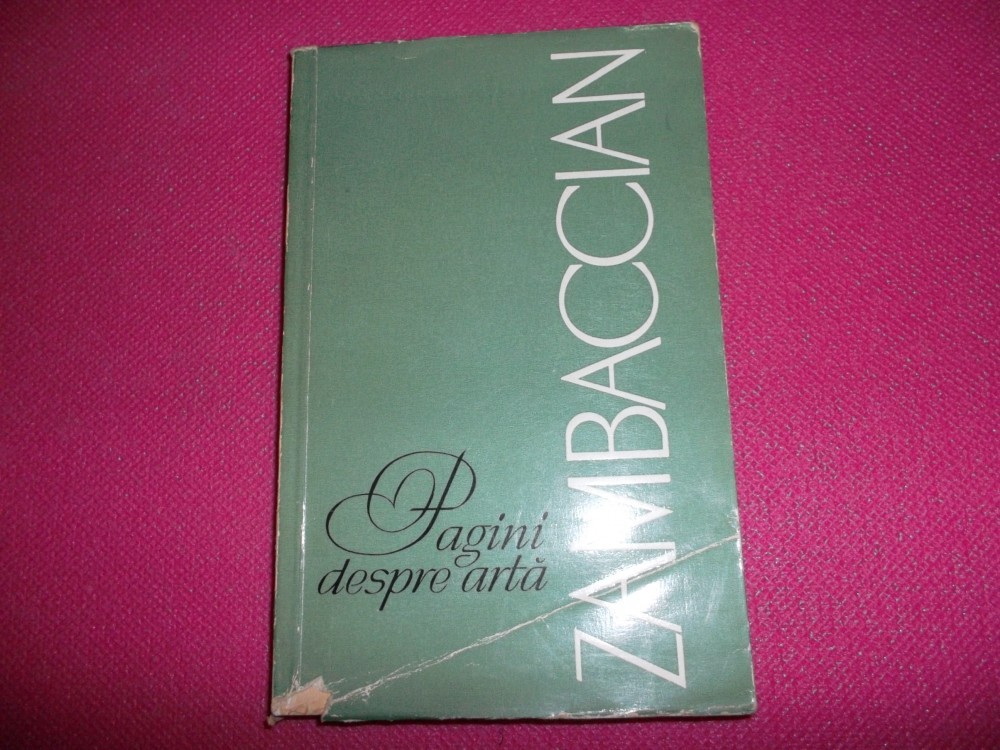 ZAMBACCIAN
Pagini
despre artă